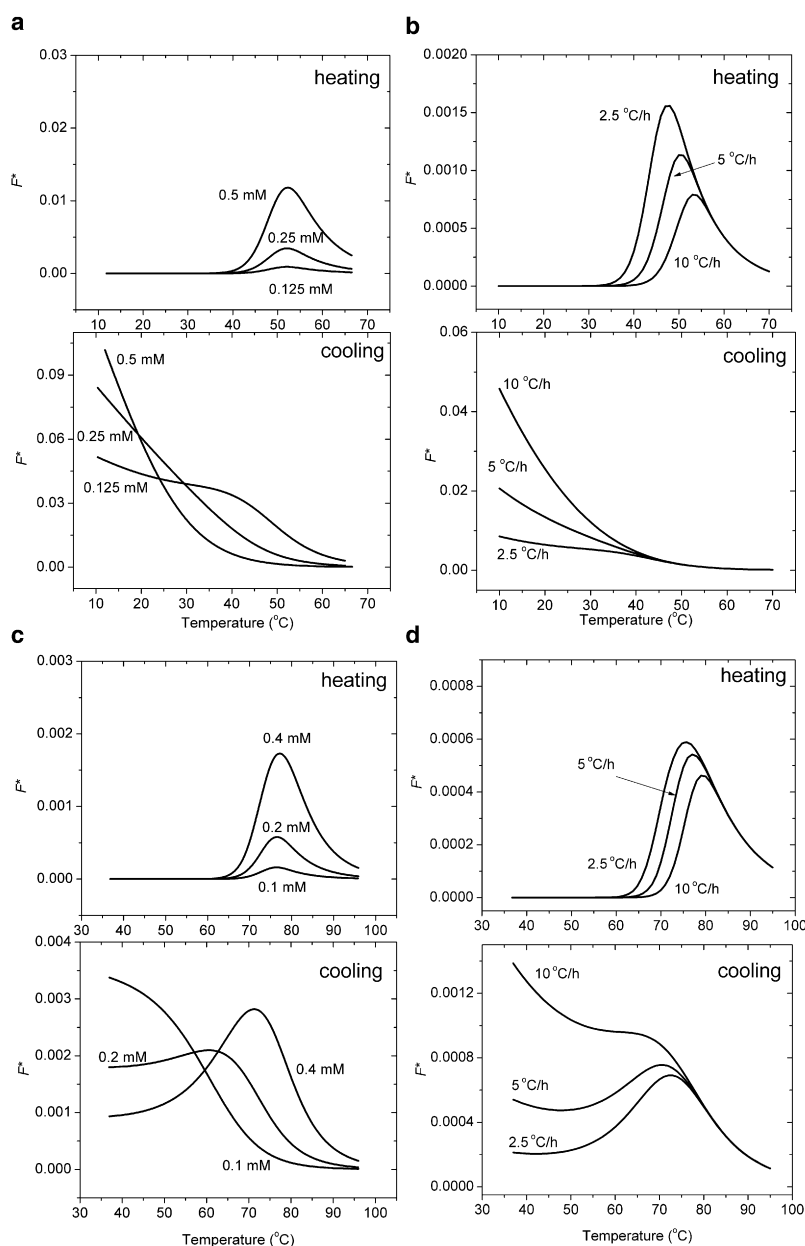 a
heating
F*
0.03
0.02
0.01
0.00
0.5 mM
0.25 mM
0.125 mM
10 20 30 40 50 60 70
cooling
F*
0.09
0.06
0.03
0.00
0.5 mM
0.25 mM
0.125 mM
10 20 30 40 50 60 70
Temperature (°C)
b
heating
F*
0.0020
0.0015
0.0010
0.0005
0.0000
2.5 °C/h
5 °C/h
10 °C/h
10 20 30 40 50 60 70
cooling
F*
0.06
0.04
0.02
0.00
10 °C/h
5 °C/h
2.5 °C/h
10 20 30 40 50 60 70
Temperature (°C)
c
heating
F*
0.003
0.002
0.001
0.000
0.4 mM
0.2 mM
0.1 mM
30 40 50 60 70 80 90 100
cooling
F*
0.004
0.003
0.002
0.001
0.000
0.2 mM
0.4 mM
0.1 mM
30 40 50 60 70 80 90 100
Temperature (°C)
d
heating
F*
0.0008
0.0006
0.0004
0.0002
0.0000
5 °C/h
2.5 °C/h
10 °C/h
30 40 50 60 70 80 90 100
cooling
F*
0.0012
0.0008
0.0004
0.0000
10 °C/h
5 °C/h
2.5 °C/h
30 40 50 60 70 80 90 100
Temperature (°C)